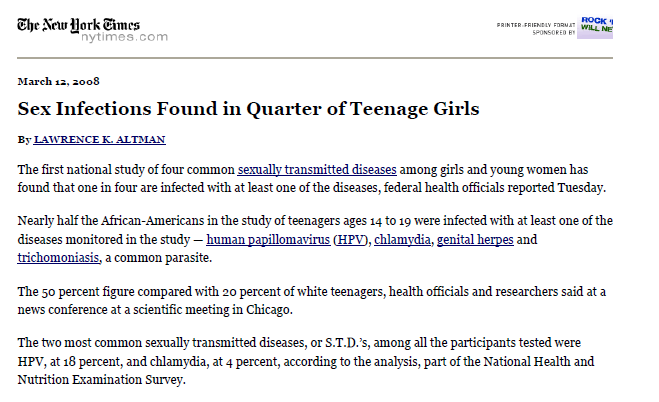 The New York Times
nytimes.com
PRINTER-FRIENDLY FORMAT
SPONSORED BY
ROCK
WILL NE
March 12, 2008
Sex Infections Found in Quarter of Teenage Girls
By LAWRENCE K. ALTMAN
The first national study of four common sexually transmitted diseases among girls and young women has
found that one in four are infected with at least one of the diseases, federal health officials reported Tuesday.
Nearly half the African-Americans in the study of teenagers ages 14 to 19 were infected with at least one of the
diseases monitored in the study — human papillomavirus (HPV), chlamydia, genital herpes and
trichomoniasis, a common parasite.
The 50 percent figure compared with 20 percent of white teenagers, health officials and researchers said at a
news conference at a scientific meeting in Chicago.
The two most common sexually transmitted diseases, or S.T.D.’s, among all the participants tested were
HPV, at 18 percent, and chlamydia, at 4 percent, according to the analysis, part of the National Health and
Nutrition Examination Survey.